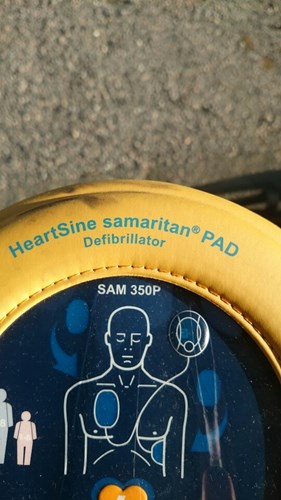 HeartSine samaritan® PAD
Defibrillator
SAM 350P